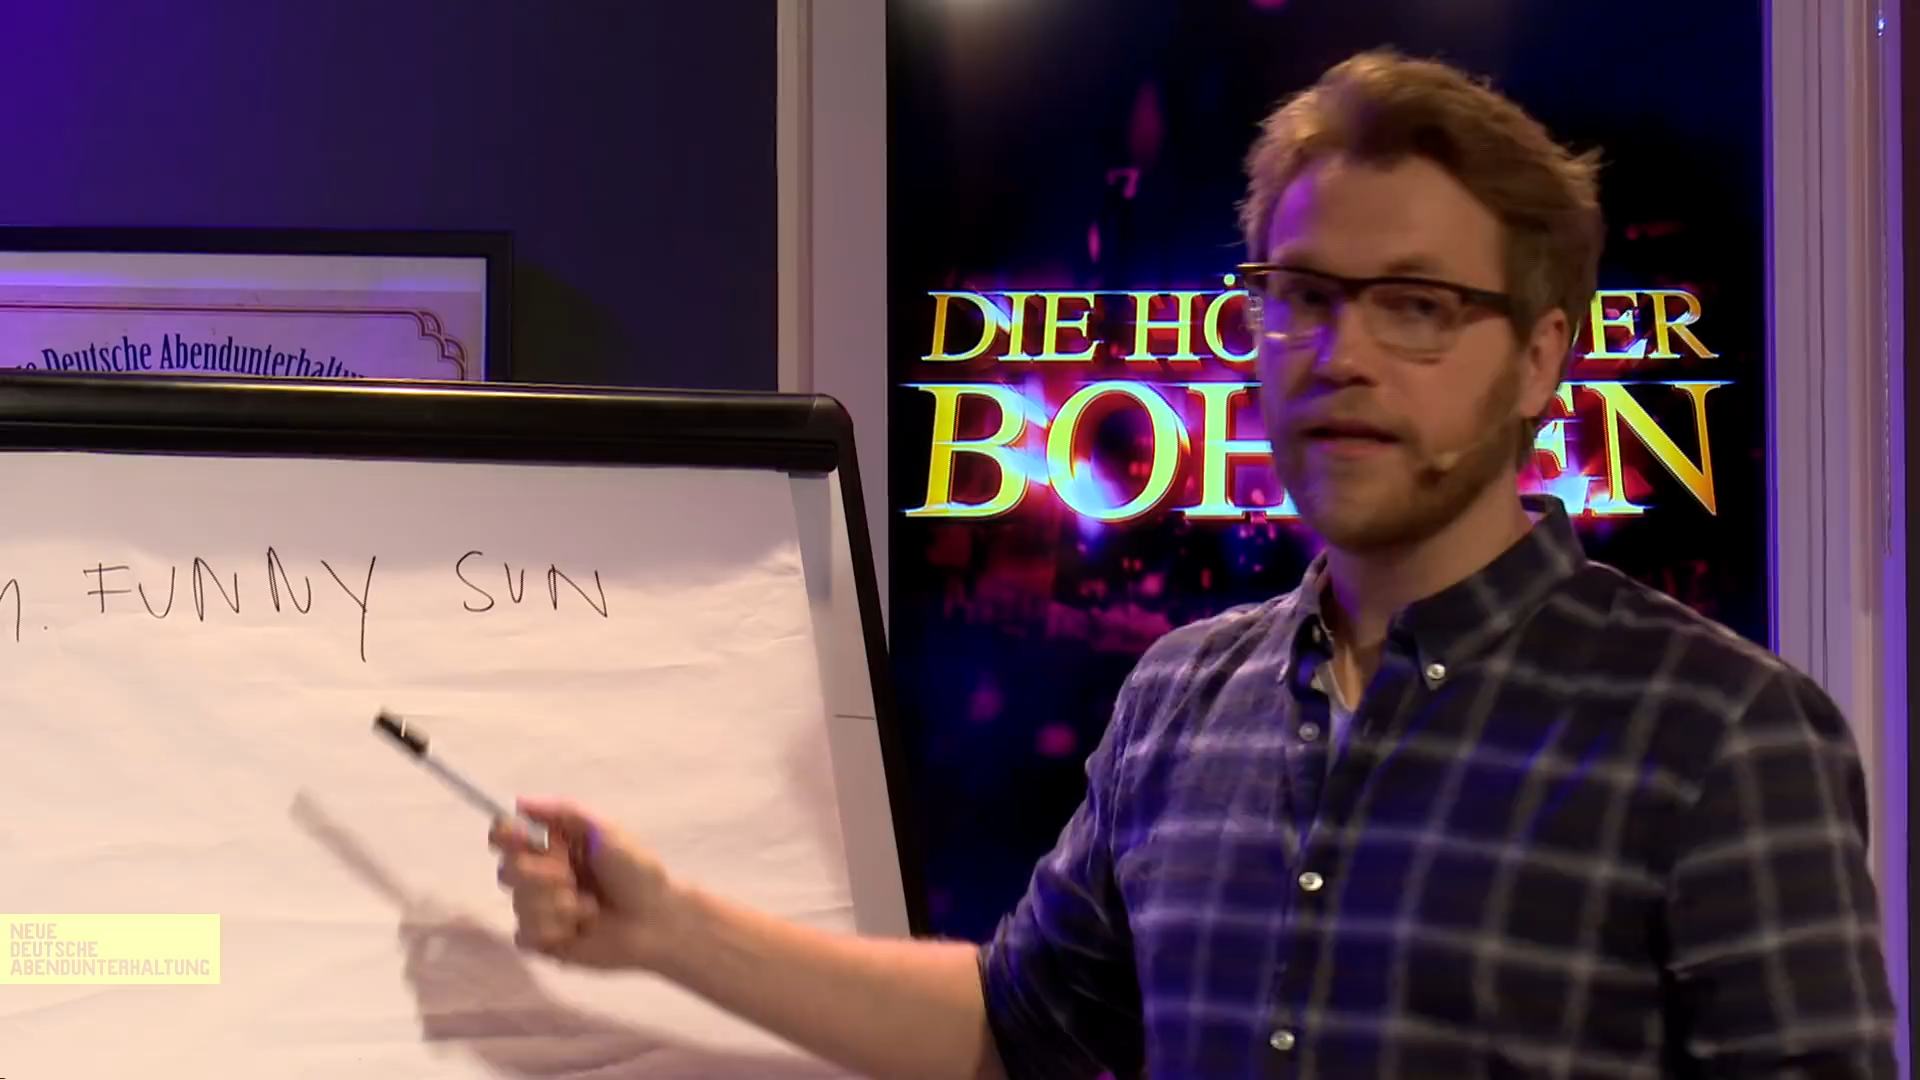 Deutsche Abendunterhaltu
DIE HÖ ER
BOH EN
FUNNY SUN
NEUE
DEUTSCHE
ABENDUNTERHALTUNG